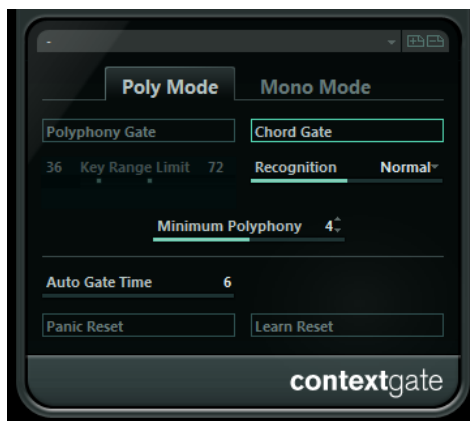 -
Poly Mode Mono Mode
Polyphony Gate Chord Gate
36 Key Range Limit 72 Recognition Normal
Minimum Polyphony 4
Auto Gate Time 6
Panic Reset Learn Reset
contextgate